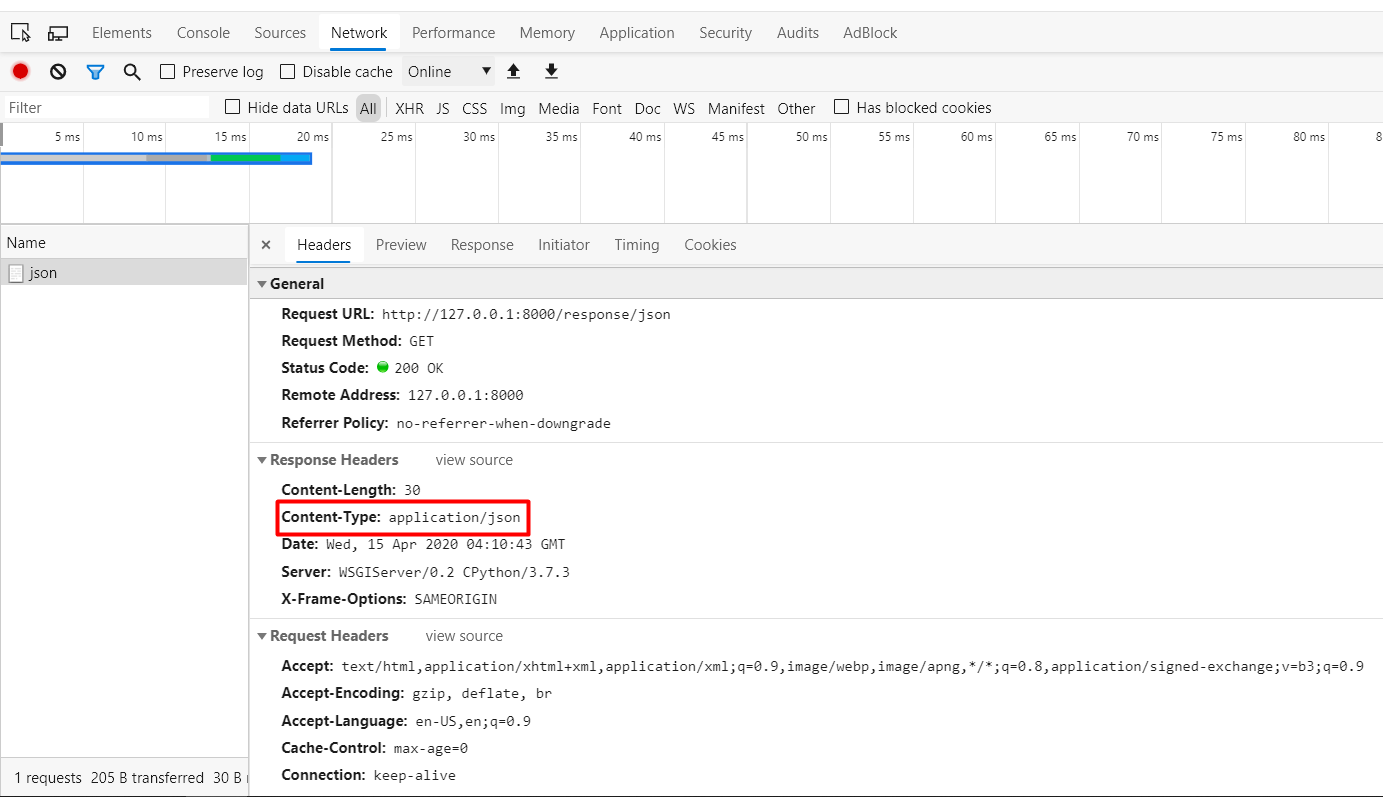 Elements Console Sources Network Performance Memory Application Security Audits AdBlock
Preserve log Disable cache Online
Filter Hide data URLs All XHR JS CSS Img Media Font Doc WS Manifest Other Has blocked cookies
5 ms 10 ms 15 ms 20 ms 25 ms 30 ms 35 ms 40 ms 45 ms 50 ms 55 ms 60 ms 65 ms 70 ms 75 ms 80 ms 8
Name
json
× Headers Preview Response Initiator Timing Cookies
General
Request URL: http://127.0.0.1:8000/response/json
Request Method: GET
Status Code: 200 OK
Remote Address: 127.0.0.1:8000
Referrer Policy: no-referrer-when-downgrade
Response Headers view source
Content-Length: 30
Content-Type: application/json
Date: Wed, 15 Apr 2020 04:10:43 GMT
Server: WSGIServer/0.2 CPython/3.7.3
X-Frame-Options: SAMEORIGIN
Request Headers view source
Accept: text/html,application/xhtml+xml,application/xml;q=0.9,image/webp,image/apng,*/*;q=0.8,application/signed-exchange;v=b3;q=0.9
Accept-Encoding: gzip, deflate, br
Accept-Language: en-US,en;q=0.9
Cache-Control: max-age=0
Connection: keep-alive
1 requests 205 B transferred 30 B